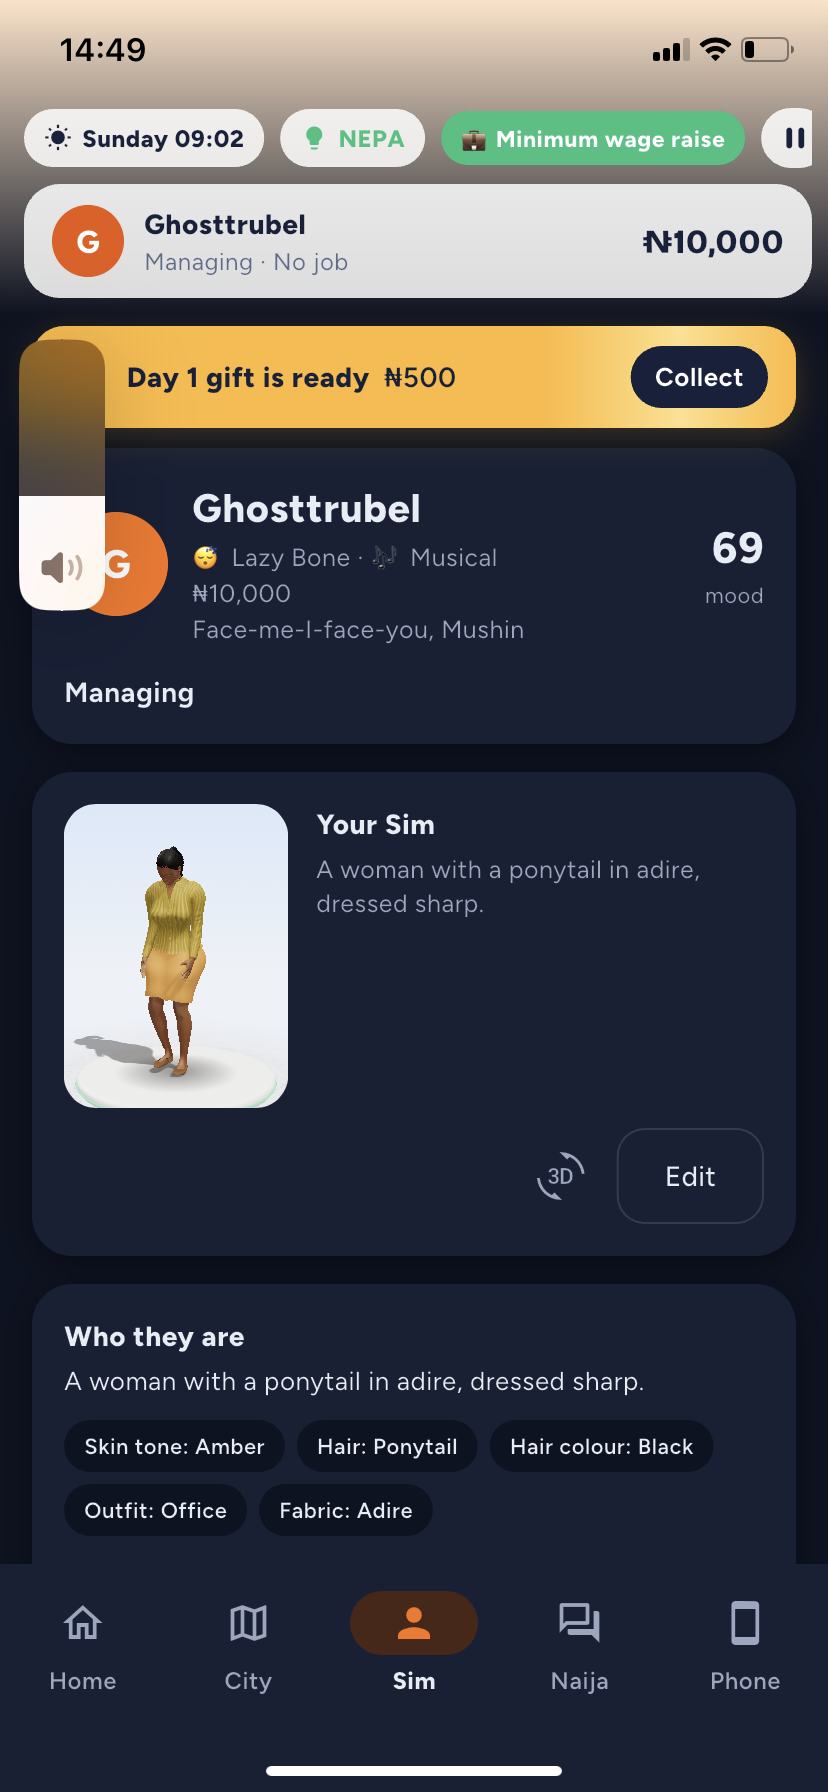 14:49
Sunday 09:02
NEPA
Minimum wage raise
G
Ghosttrubel
Managing · No job
₦10,000
Day 1 gift is ready ₦500
Collect
G
Ghosttrubel
Lazy Bone · Musical
₦10,000
Face-me-I-face-you, Mushin
69
mood
Managing
Your Sim
A woman with a ponytail in adire,
dressed sharp.
3D
Edit
Who they are
A woman with a ponytail in adire, dressed sharp.
Skin tone: Amber
Hair: Ponytail
Hair colour: Black
Outfit: Office
Fabric: Adire
Home
City
Sim
Naija
Phone